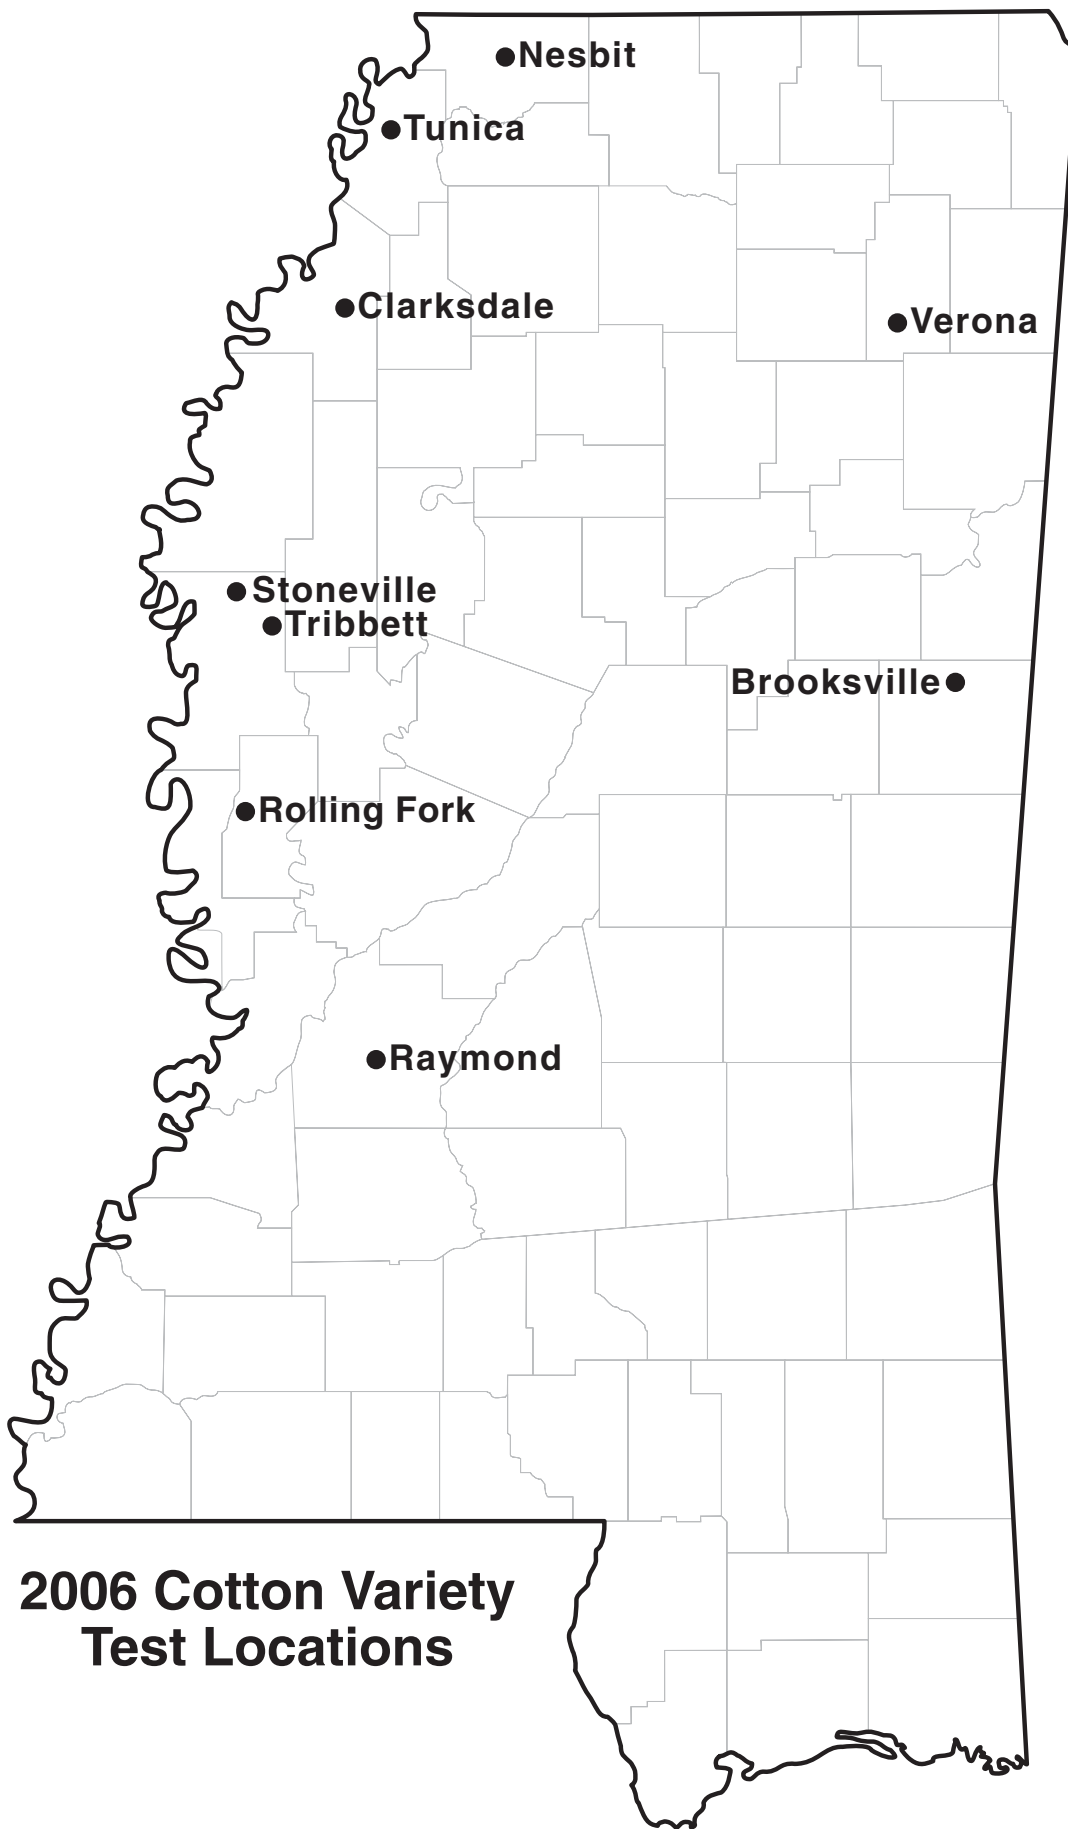 Nesbit
Tunica
Clarksdale
Verona
Stoneville
Tribbett
Brooksville
Rolling Fork
Raymond
2006 Cotton Variety
Test Locations